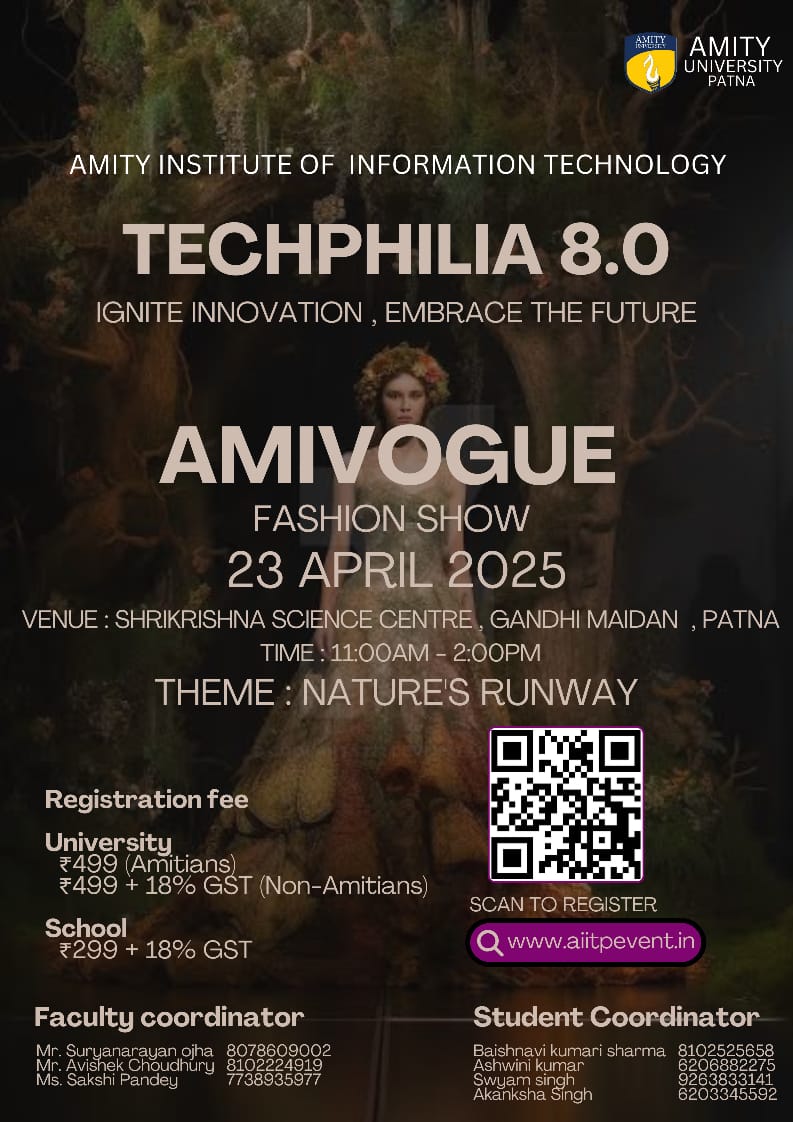 AMITY
UNIVERSITY
AMITY
UNIVERSITY
PATNA
AMITY INSTITUTE OF INFORMATION TECHNOLOGY
TECHPHILIA 8.0
IGNITE INNOVATION , EMBRACE THE FUTURE
AMIVOGUE
FASHION SHOW
23 APRIL 2025
VENUE : SHRIKRISHNA SCIENCE CENTRE , GANDHI MAIDAN , PATNA
TIME : 11:00AM - 2:00PM
THEME : NATURE'S RUNWAY
Registration fee
University
₹499 (Amitians)
₹499 + 18% GST (Non-Amitians)
School
₹299 + 18% GST
SCAN TO REGISTER
www.aiitpevent.in
Faculty coordinator
Mr. Suryanarayan ojha 8078609002
Mr. Avishek Choudhury 8102224919
Ms. Sakshi Pandey 7738935977
Student Coordinator
Baishnavi kumari sharma 8102525658
Ashwini kumar 6206882275
Swyam singh 9263833141
Akanksha Singh 6203345592